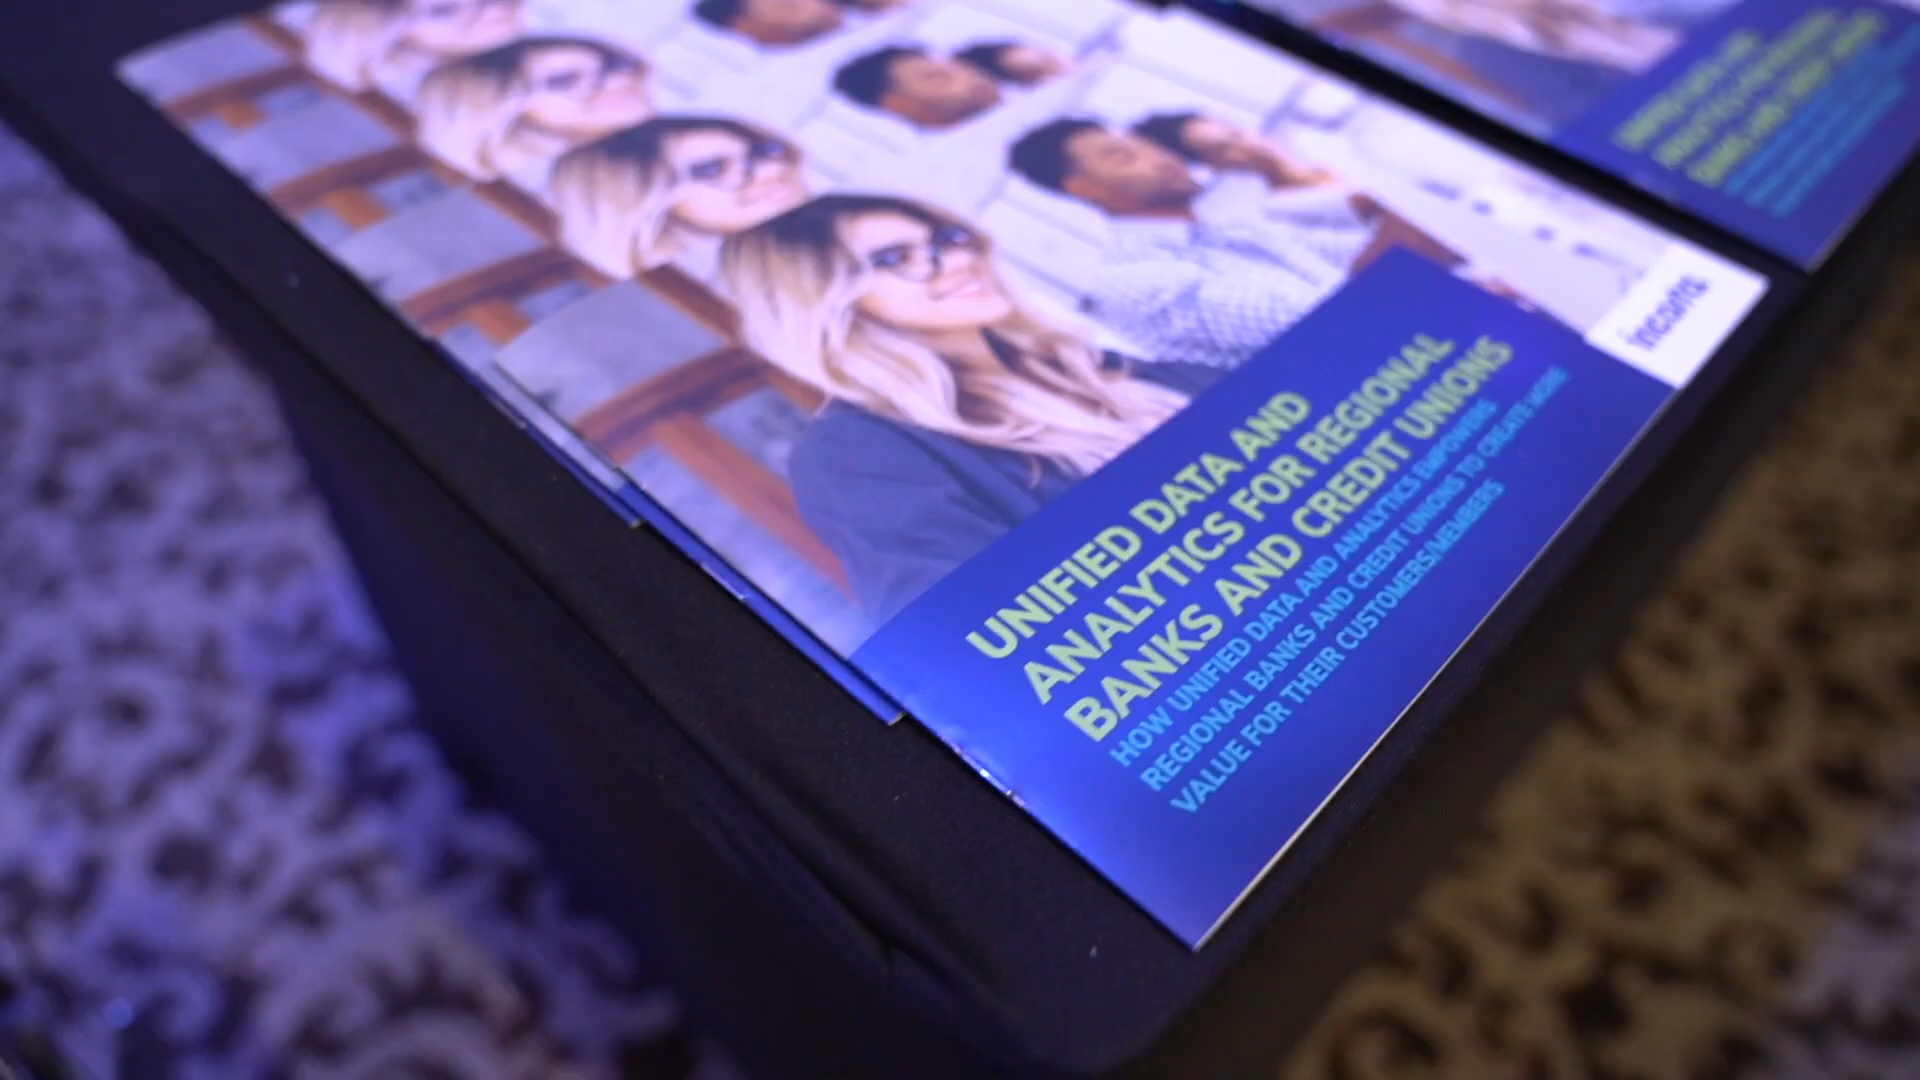 incorta
UNIFIED DATA AND
ANALYTICS FOR REGIONAL
BANKS AND CREDIT UNIONS
HOW UNIFIED DATA AND ANALYTICS EMPOWERS
REGIONAL BANKS AND CREDIT UNIONS TO CREATE MORE
VALUE FOR THEIR CUSTOMERS/MEMBERS